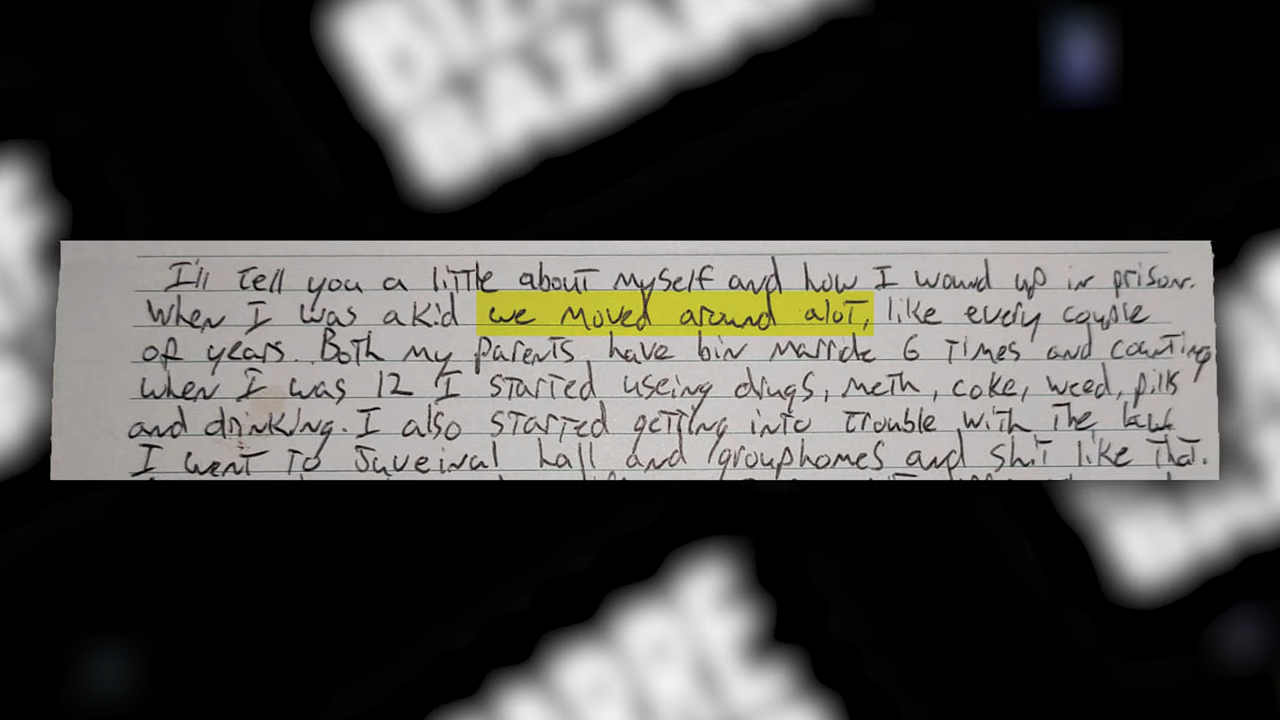 I'll tell you a little about myself and how I wound up in prison.
When I was a kid we moved around alot, like every couple
of years. Both my parents have bin marride 6 times and counting
when I was 12 I started useing drugs, meth, coke, weed, pills
and drinking. I also started getting into trouble with the law
I went to Juveinal hall and grouphomes and shit like that.